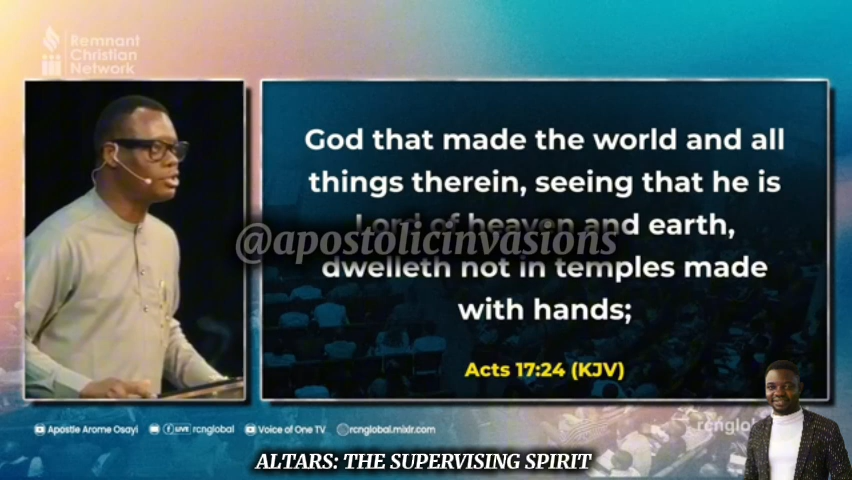 Remnant
Christian
Network
God that made the world and all
things therein, seeing that he is
Lord of heaven and earth,
@apostolicinvasions
dwelleth not in temples made
with hands;
Acts 17:24 (KJV)
Apostle Arome Osayi
LIVE rcnglobal
Voice of One TV
rcnglobal.mixlr.com
rcnglob
ALTARS: THE SUPERVISING SPIRIT